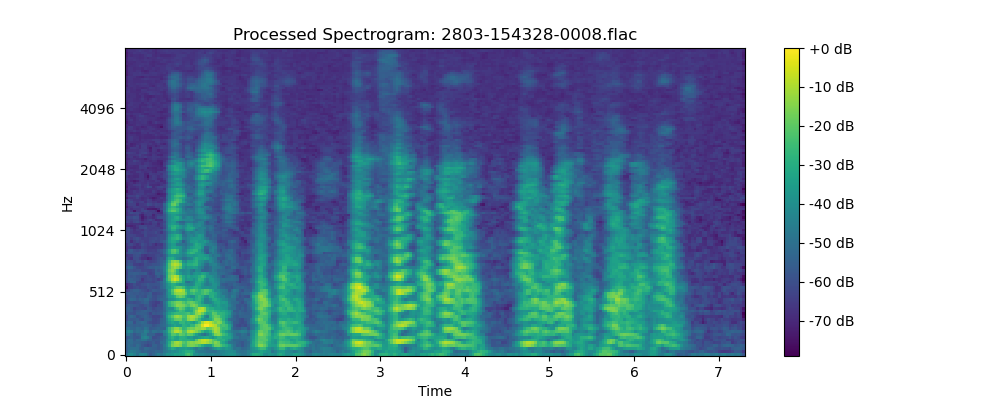 Processed Spectrogram: 2803-154328-0008.flac
Hz
4096
2048
1024
512
0
0 1 2 3 4 5 6 7
Time
+0 dB
-10 dB
-20 dB
-30 dB
-40 dB
-50 dB
-60 dB
-70 dB